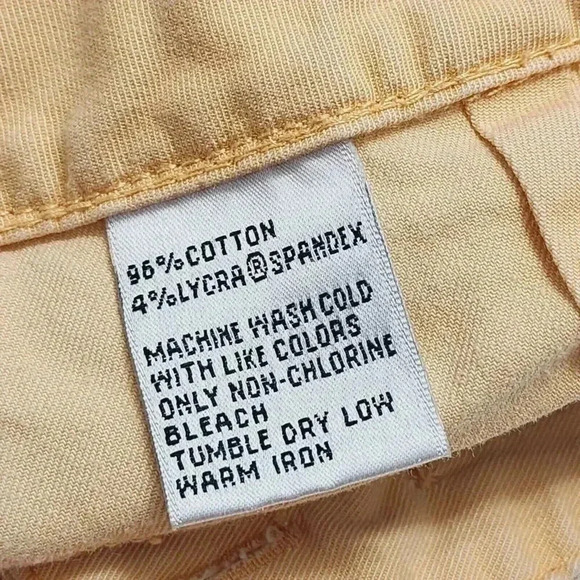 96% COTTON
4% LYCRA® SPANDEX
MACHINE WASH COLD
WITH LIKE COLORS
ONLY NON-CHLORINE
BLEACH
TUMBLE DRY LOW
WARM IRON